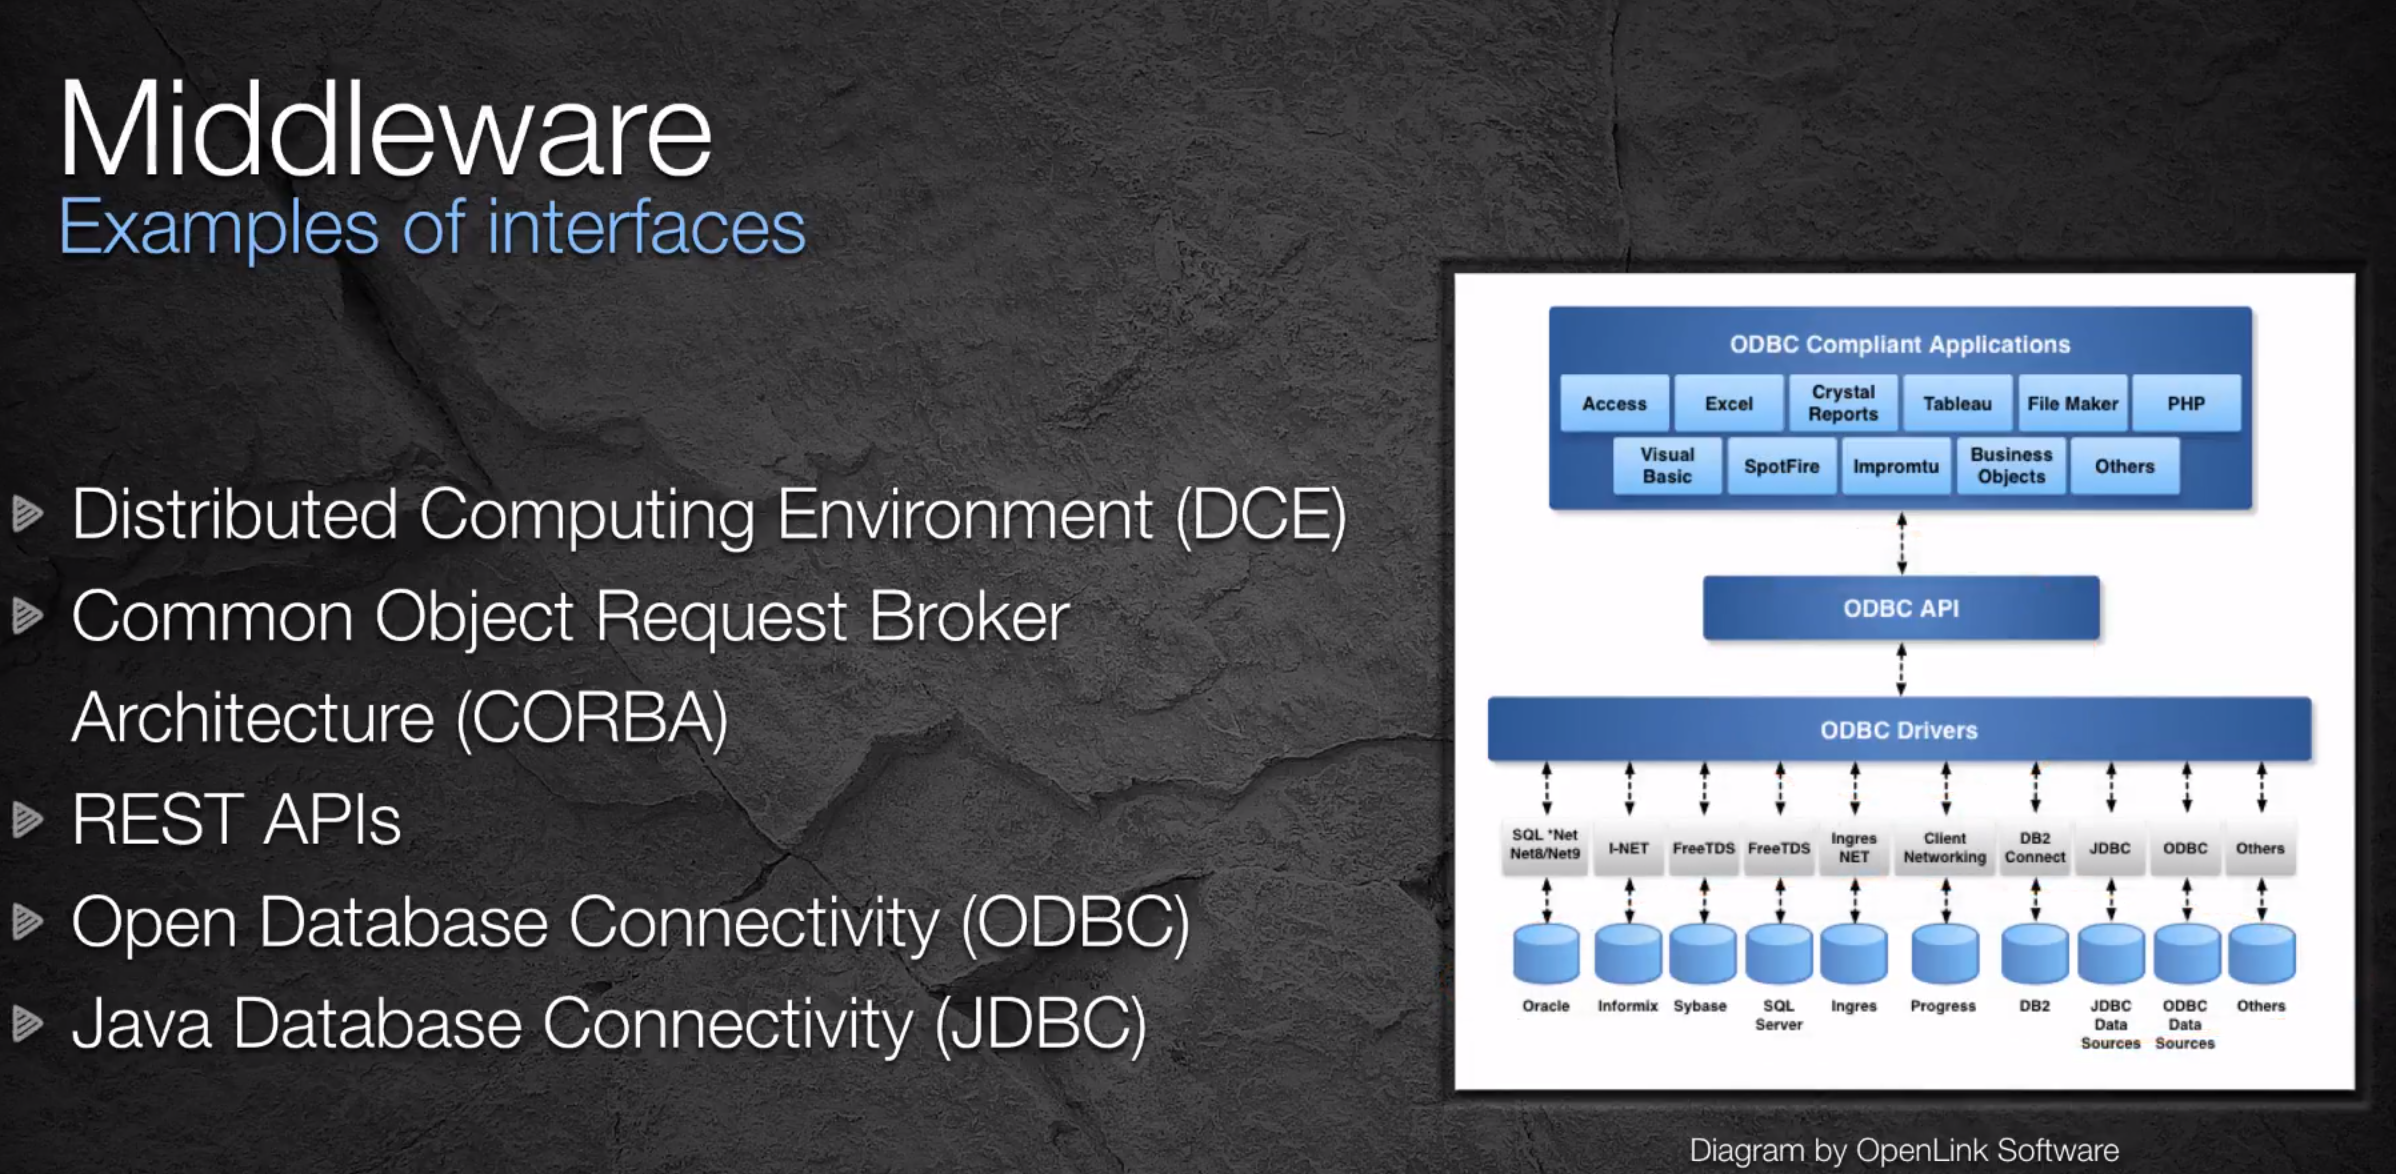 Middleware
Examples of interfaces
Distributed Computing Environment (DCE)
Common Object Request Broker
Architecture (CORBA)
REST APIs
Open Database Connectivity (ODBC)
Java Database Connectivity (JDBC)
ODBC Compliant Applications
Access
Excel
Crystal
Reports
Tableau
File Maker
PHP
Visual
Basic
SpotFire
Impromtu
Business
Objects
Others
ODBC API
ODBC Drivers
SQL *Net
Net8/Net9
I-NET
FreeTDS
FreeTDS
Ingres
NET
Client
Networking
DB2
Connect
JDBC
ODBC
Others
Oracle
Informix
Sybase
SQL
Server
Ingres
Progress
DB2
JDBC
Data
Sources
ODBC
Data
Sources
Others
Diagram by OpenLink Software